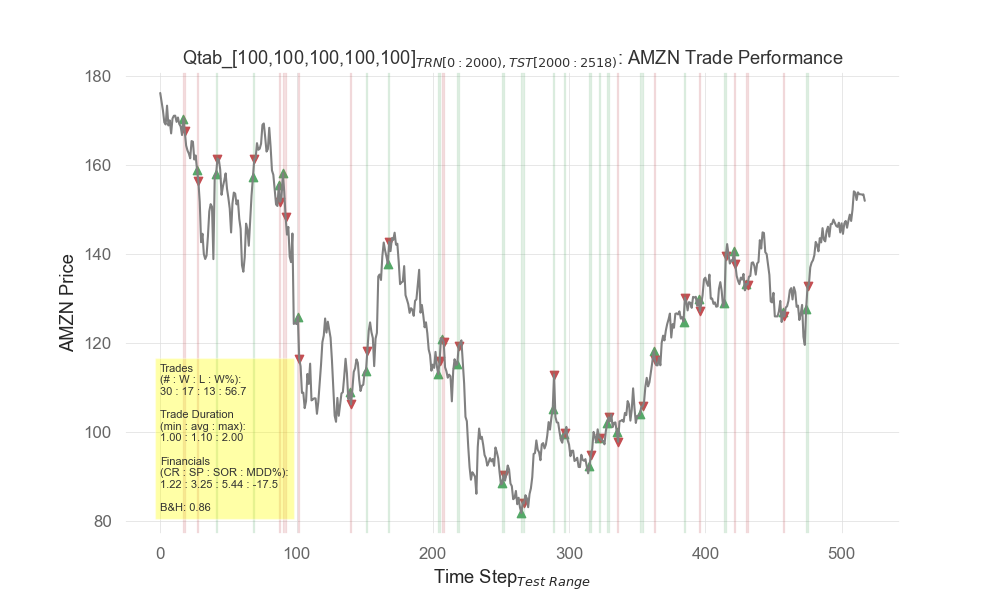 Qtab_[100,100,100,100,100]TRN[0:2000),TST[2000:2518): AMZN Trade Performance
180
160
140
120
100
80
AMZN Price
Trades
(# : W : L : W%):
30 : 17 : 13 : 56.7
Trade Duration
(min : avg : max):
1.00 : 1.10 : 2.00
Financials
(CR : SP : SOR : MDD%):
1.22 : 3.25 : 5.44 : -17.5
B&H: 0.86
0 100 200 300 400 500
Time StepTest Range